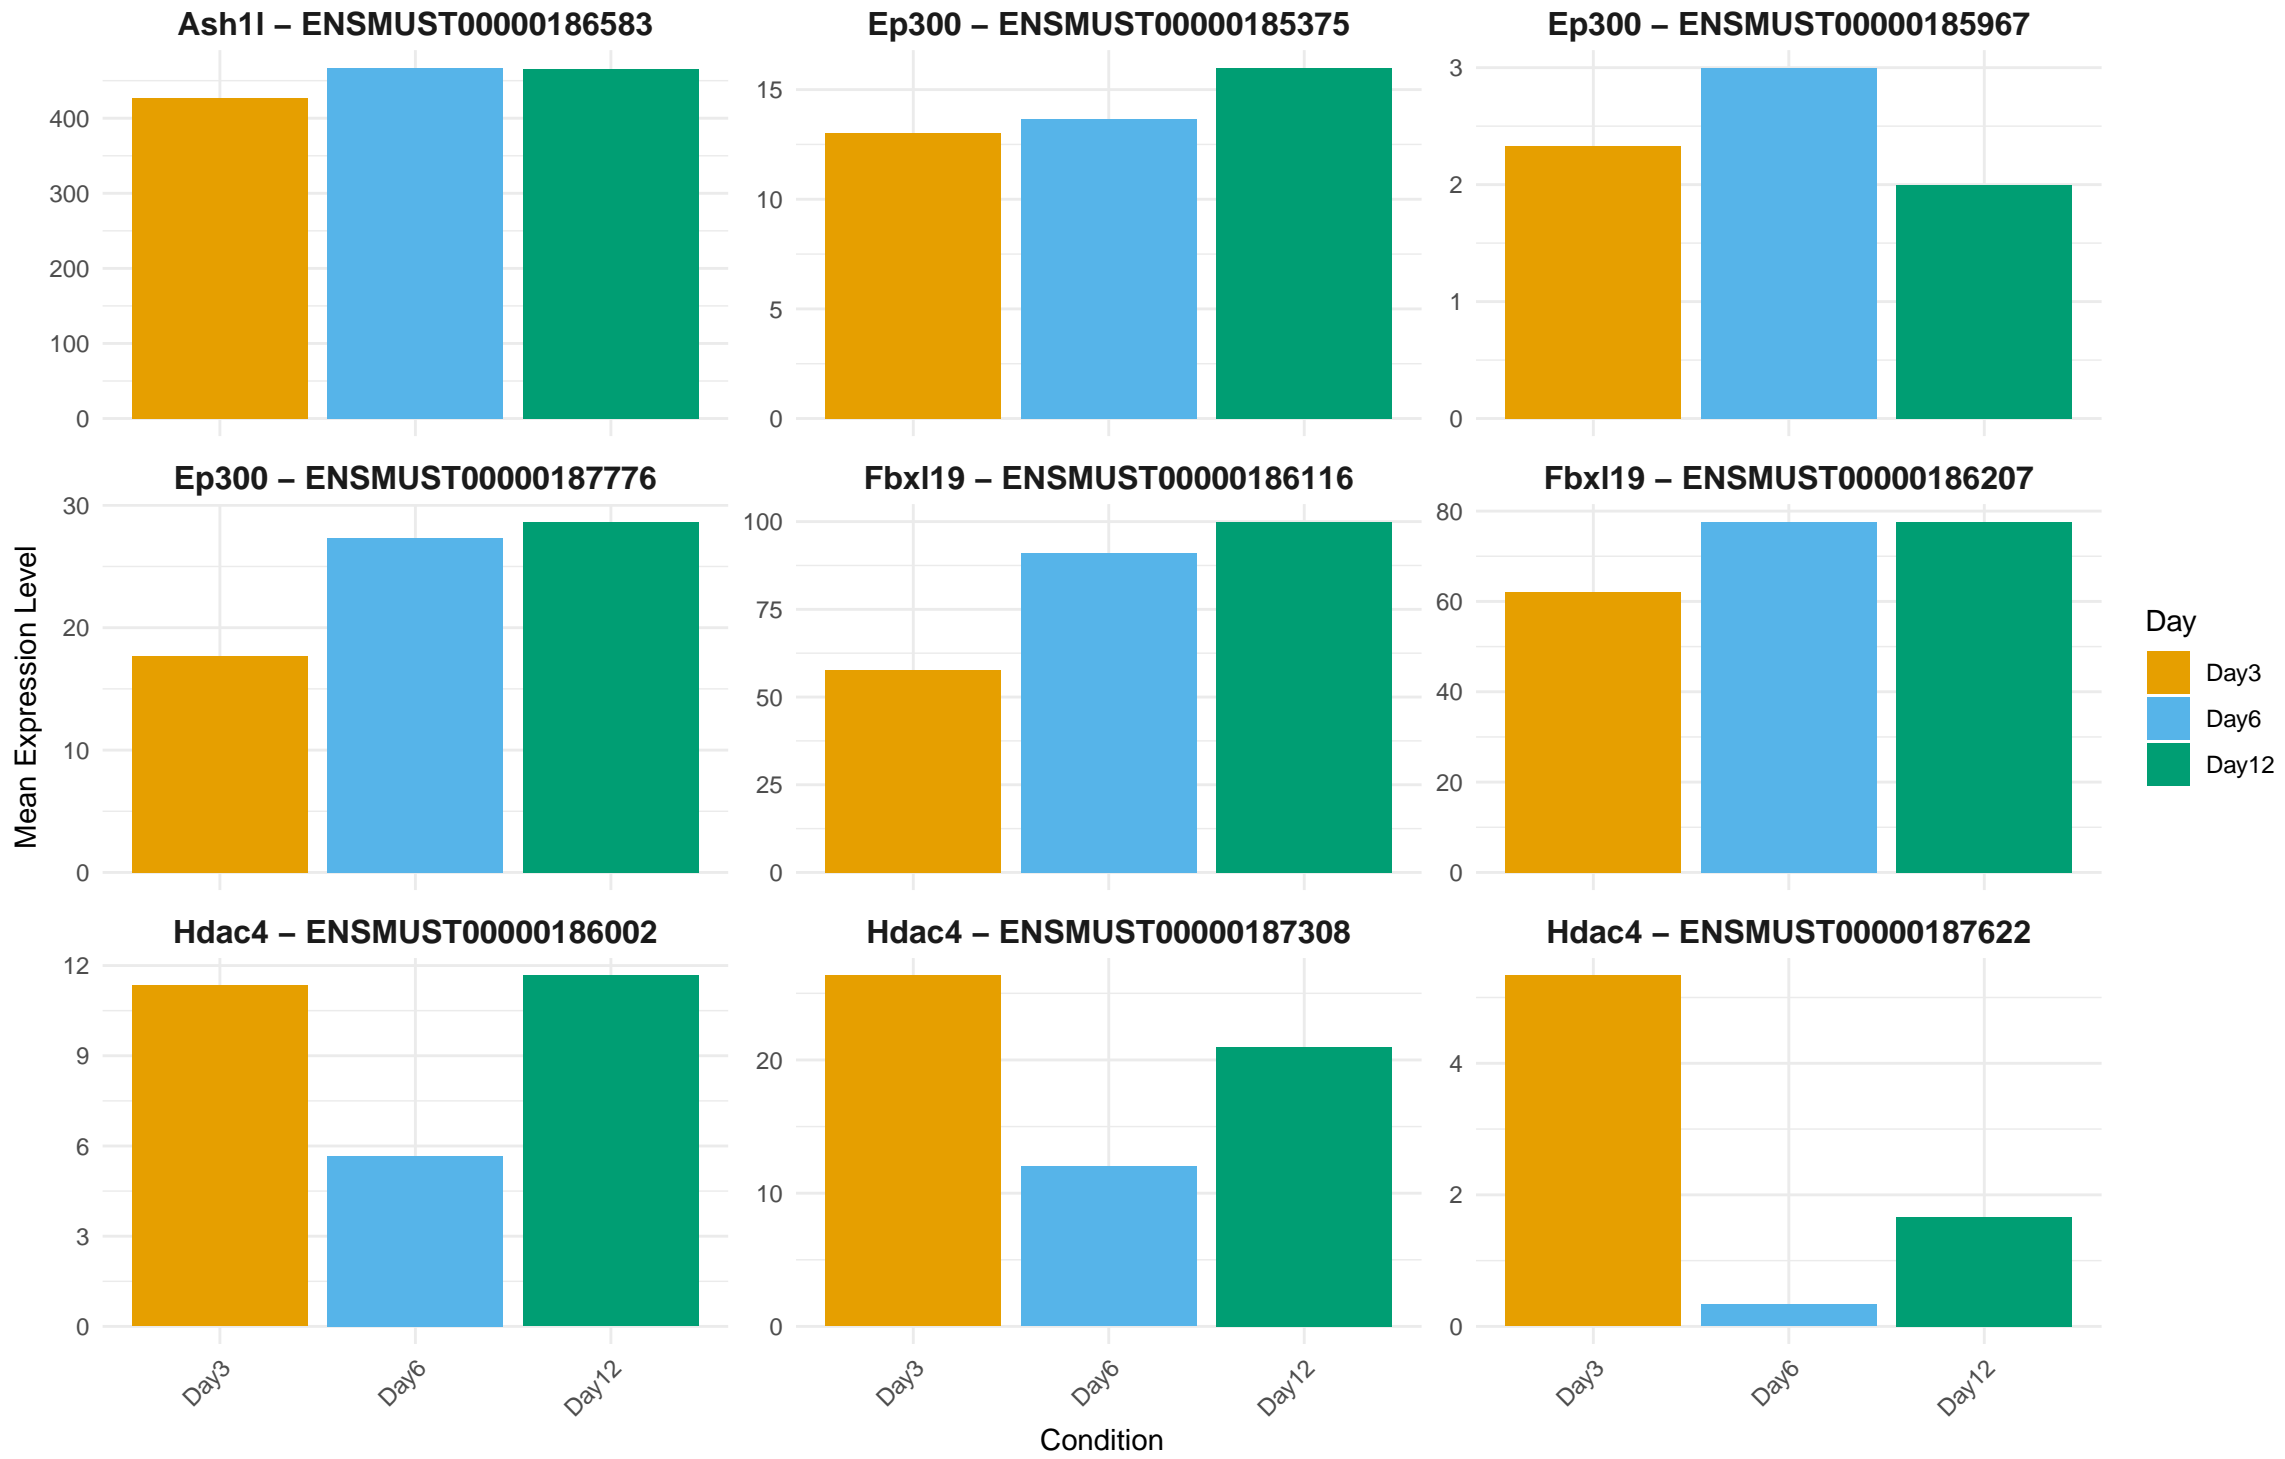 Ash1l – ENSMUST00000186583
Ep300 – ENSMUST00000185375
Ep300 – ENSMUST00000185967
400
300
200
100
0
15
10
5
0
3
2
1
0
Ep300 – ENSMUST00000187776
Fbxl19 – ENSMUST00000186116
Fbxl19 – ENSMUST00000186207
30
20
10
0
100
75
50
25
0
80
60
40
20
0
Mean Expression Level
Day
Day3
Day6
Day12
Hdac4 – ENSMUST00000186002
Hdac4 – ENSMUST00000187308
Hdac4 – ENSMUST00000187622
12
9
6
3
0
20
10
0
4
2
0
Day3
Day6
Day12
Day3
Day6
Day12
Day3
Day6
Day12
Condition